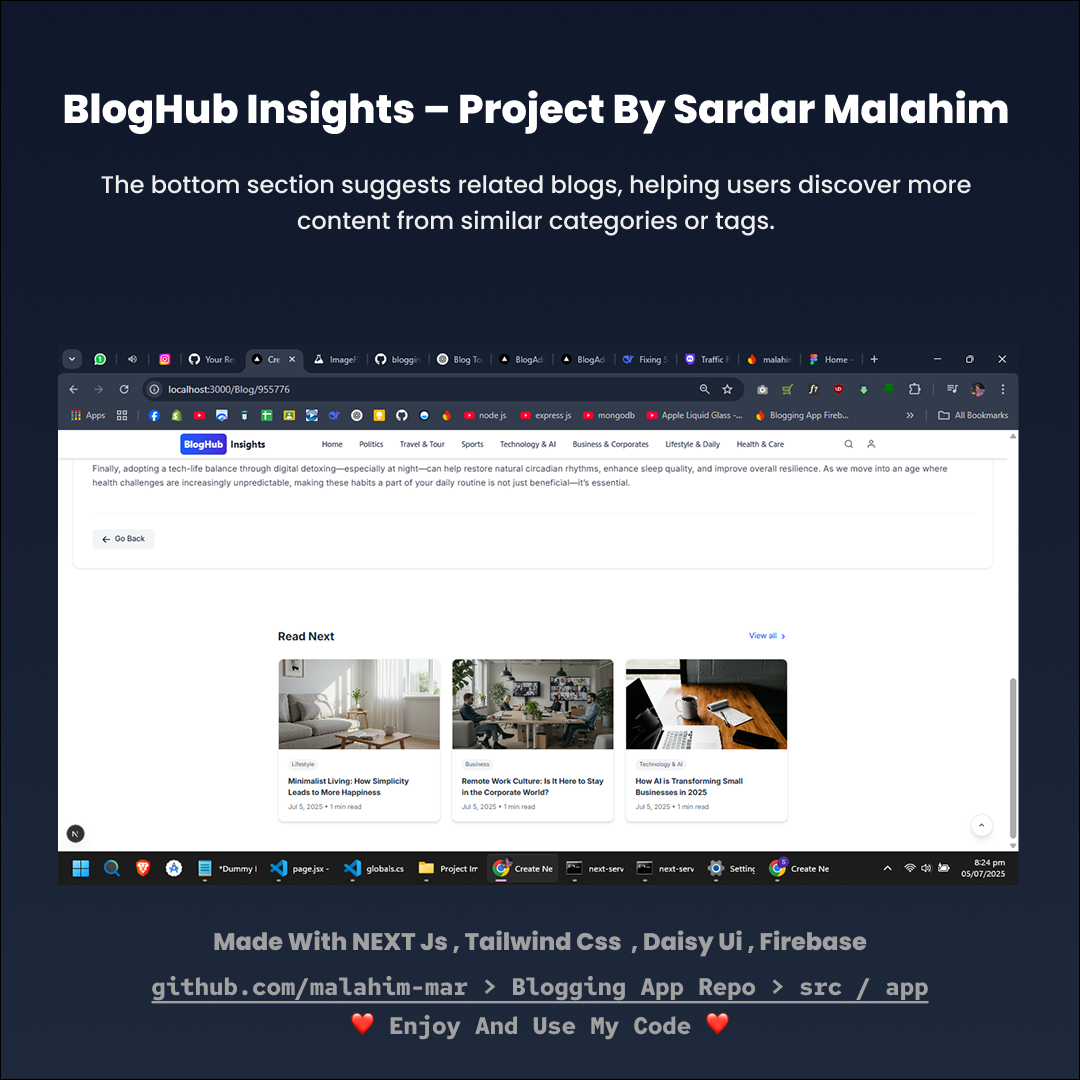 BlogHub Insights – Project By Sardar Malahim
The bottom section suggests related blogs, helping users discover more
content from similar categories or tags.
Your Re
Cre
ImageF
bloggin
Blog To
BlogAd
BlogAd
Fixing S
Traffic F
malahir
Home -
localhost:3000/Blog/955776
Apps
node js
express js
mongodb
Apple Liquid Glass -...
Blogging App Fireb...
All Bookmarks
BlogHub Insights
Home Politics Travel & Tour Sports Technology & AI Business & Corporates Lifestyle & Daily Health & Care
Finally, adopting a tech-life balance through digital detoxing—especially at night—can help restore natural circadian rhythms, enhance sleep quality, and improve overall resilience. As we move into an age where
health challenges are increasingly unpredictable, making these habits a part of your daily routine is not just beneficial—it's essential.
Go Back
Read Next
View all
Lifestyle
Minimalist Living: How Simplicity
Leads to More Happiness
Jul 5, 2025 • 1 min read
Business
Remote Work Culture: Is It Here to Stay
in the Corporate World?
Jul 5, 2025 • 1 min read
Technology & AI
How AI is Transforming Small
Businesses in 2025
Jul 5, 2025 • 1 min read
N
*Dummy
page.jsx -
globals.cs
Project Im
Create Ne
next-serv
next-serv
Setting
Create Ne
8:24 pm
05/07/2025
Made With NEXT Js , Tailwind Css , Daisy Ui , Firebase
github.com/malahim-mar > Blogging App Repo > src / app
❤️ Enjoy And Use My Code ❤️